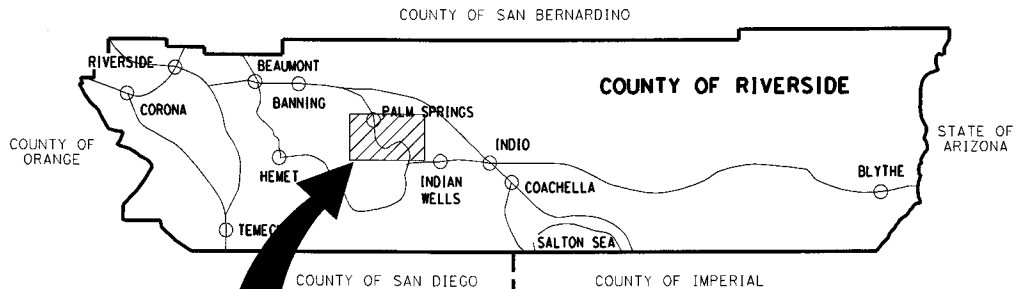 COUNTY OF SAN BERNARDINO
RIVERSIDE
BEAUMONT
COUNTY OF RIVERSIDE
BANNING
CORONA
PALM SPRINGS
COUNTY OF
ORANGE
STATE OF
ARIZONA
INDIO
HEMET
INDIAN
WELLS
COACHELLA
BLYTHE
TEMEC
SALTON SEA
COUNTY OF SAN DIEGO
COUNTY OF IMPERIAL